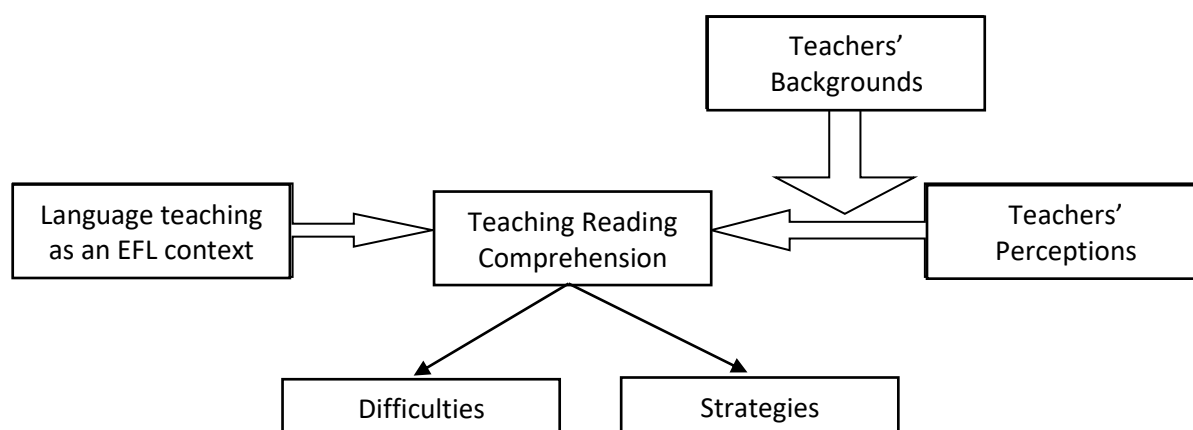 Teachers’
Backgrounds
Language teaching
as an EFL context
Teaching Reading
Comprehension
Teachers’
Perceptions
Difficulties
Strategies